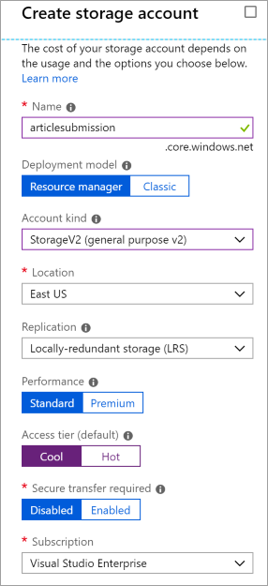 Create storage account
The cost of your storage account depends on
the usage and the options you choose below.
Learn more
* Name
articlesubmission
.core.windows.net
Deployment model
Resource manager Classic
Account kind
StorageV2 (general purpose v2)
* Location
East US
Replication
Locally-redundant storage (LRS)
Performance
Standard Premium
Access tier (default)
Cool Hot
* Secure transfer required
Disabled Enabled
* Subscription
Visual Studio Enterprise